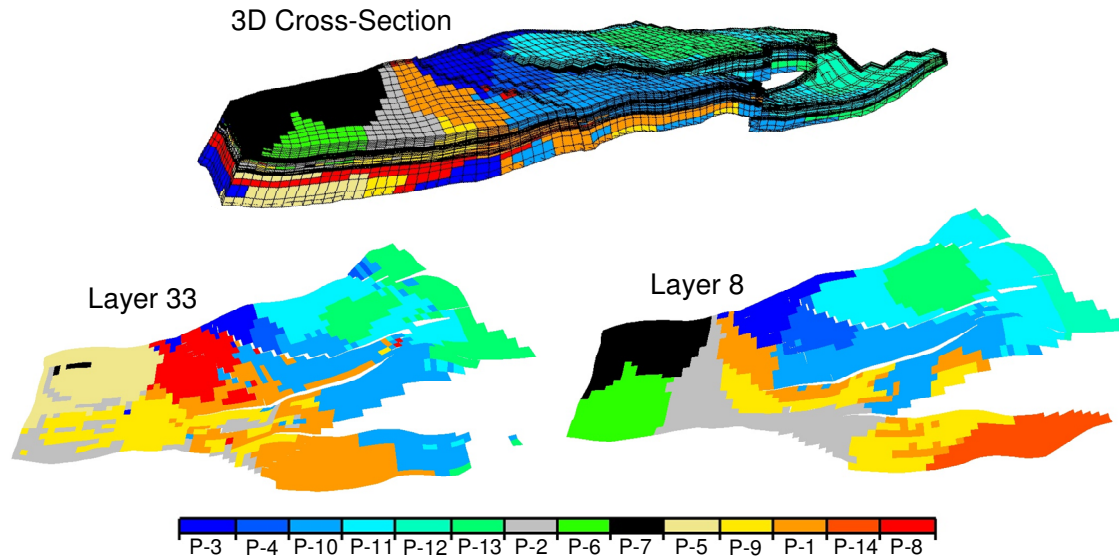 3D Cross-Section
Layer 33
Layer 8
P-3 P-4 P-10 P-11 P-12 P-13 P-2 P-6 P-7 P-5 P-9 P-1 P-14 P-8